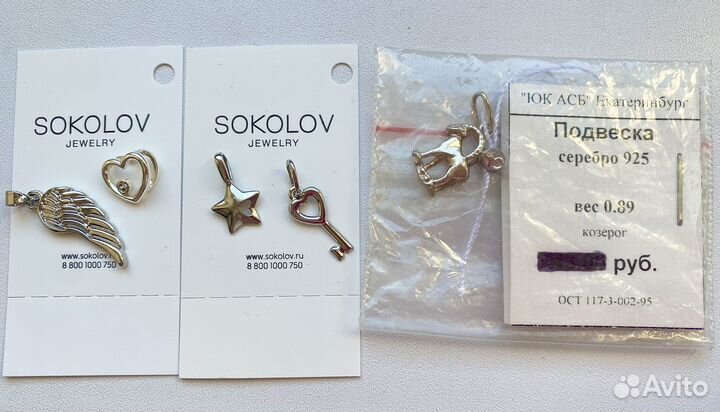 SOKOLOV
JEWELRY
www.sokolov.ru
8 800 1000 750
SOKOLOV
JEWELRY
www.sokolov.ru
8 800 1000 750
"ЮК АСБ" Екатеринбург
Подвеска
серебро 925
вес 0.89
козерог
руб.
ОСТ 117-3-002-95
Avito